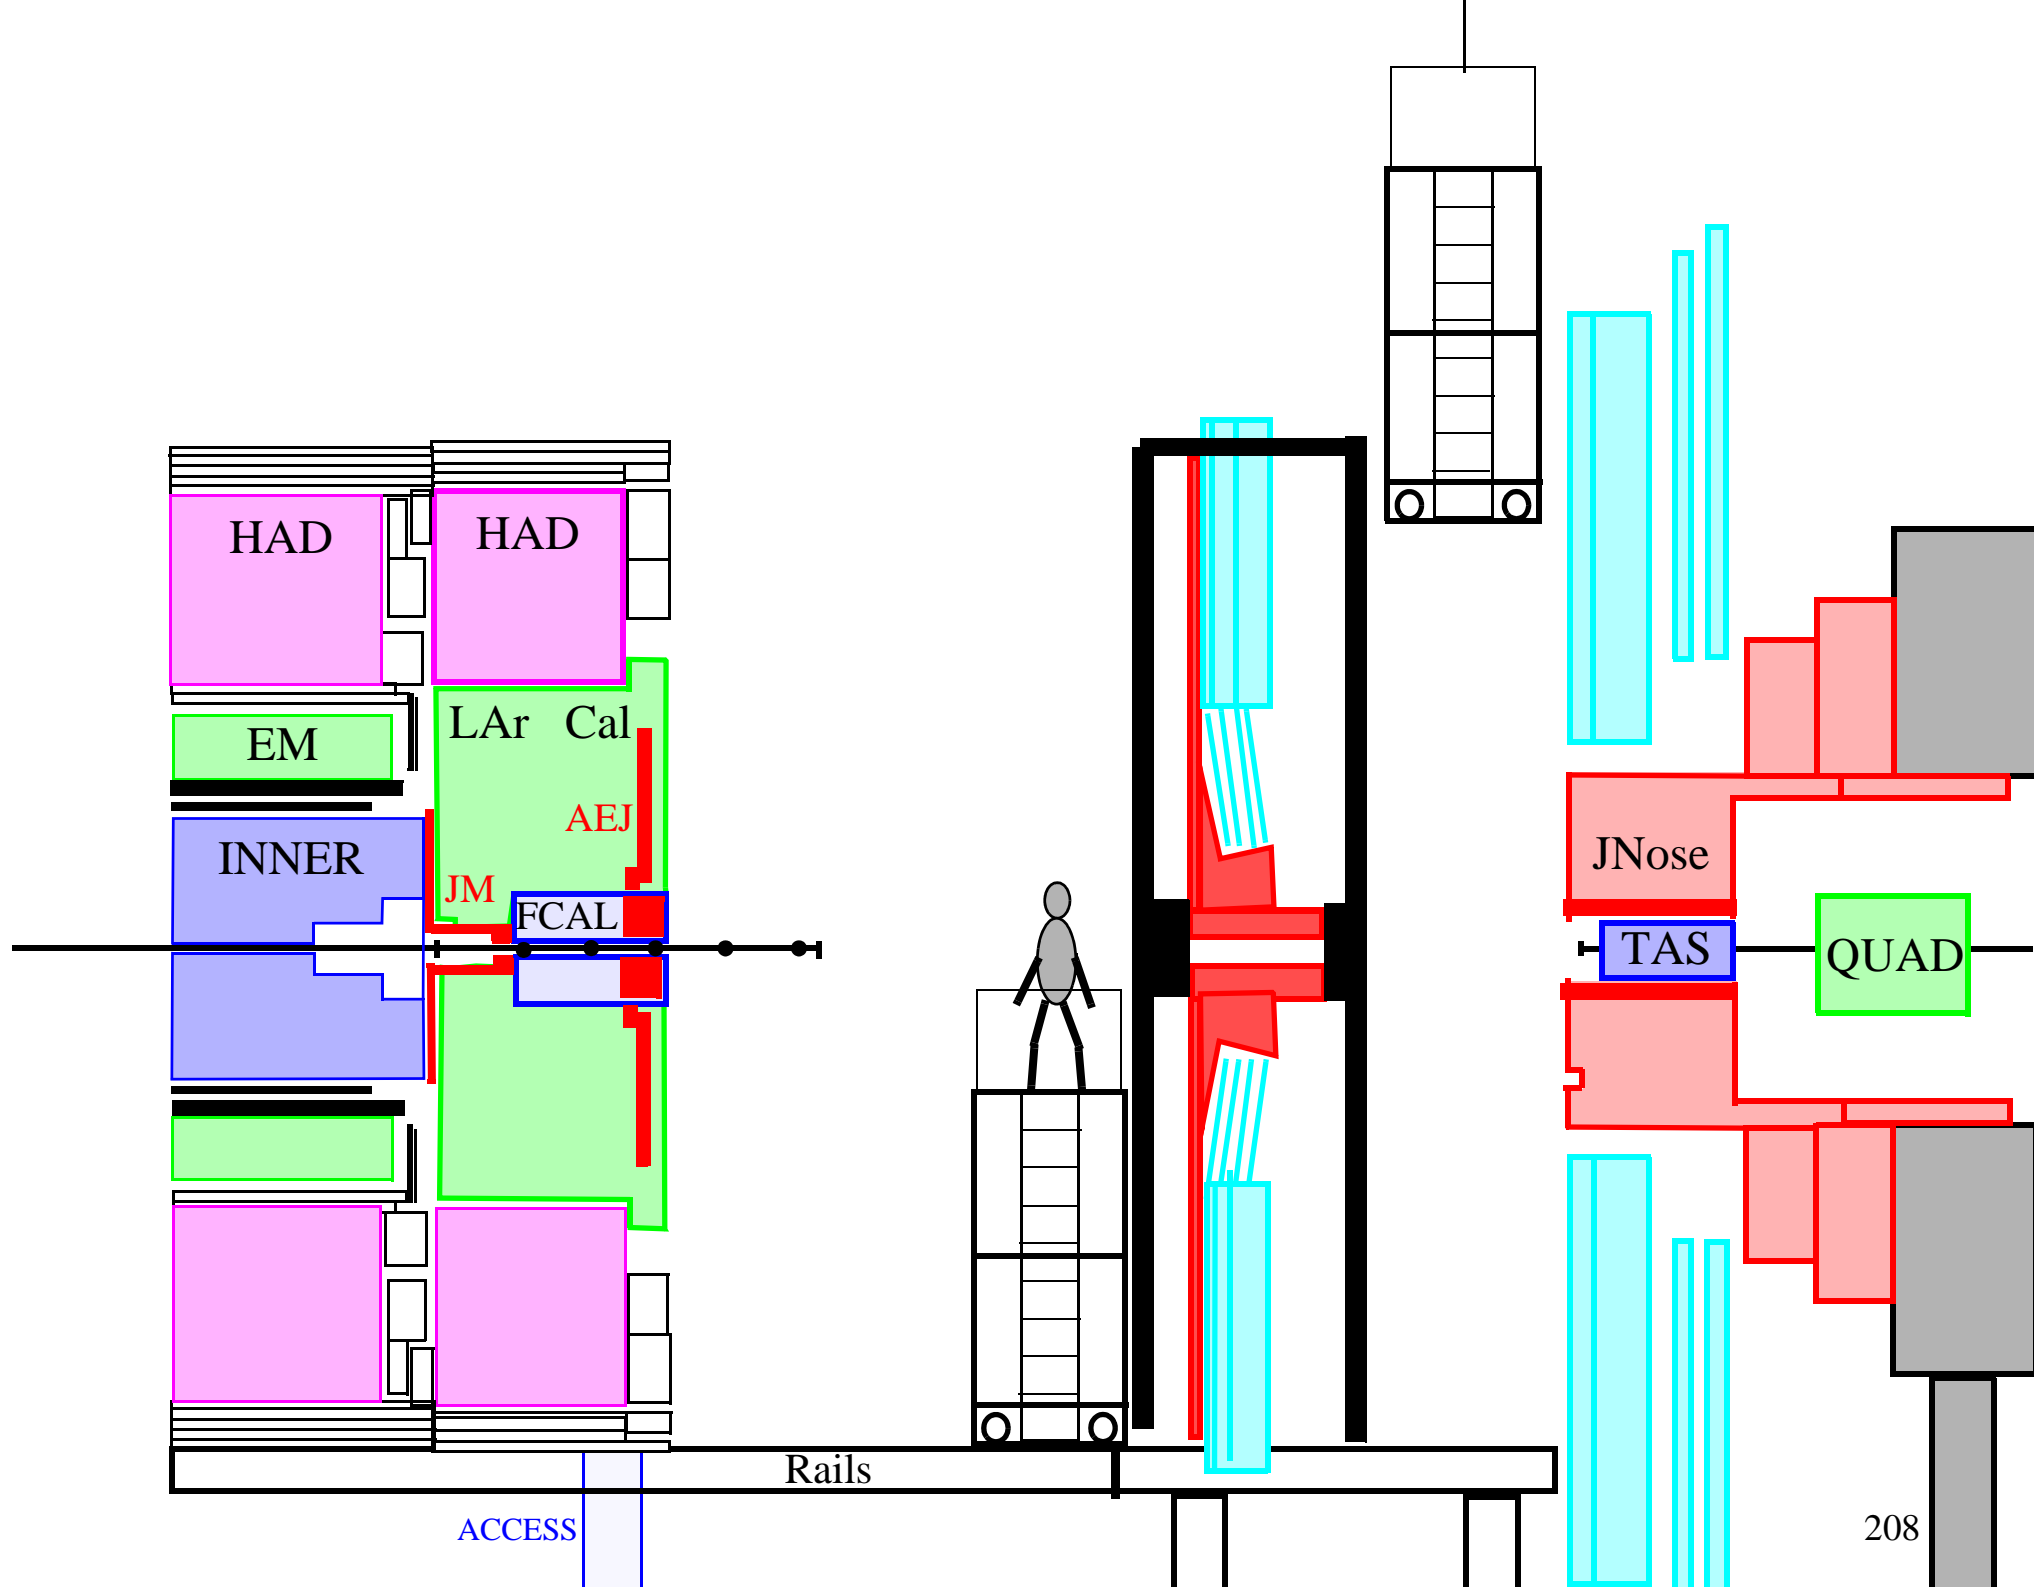 HAD HAD
LAr Cal
EM
AEJ
INNER
JNose
JM
FCAL
TAS
QUAD
Rails
ACCESS
208